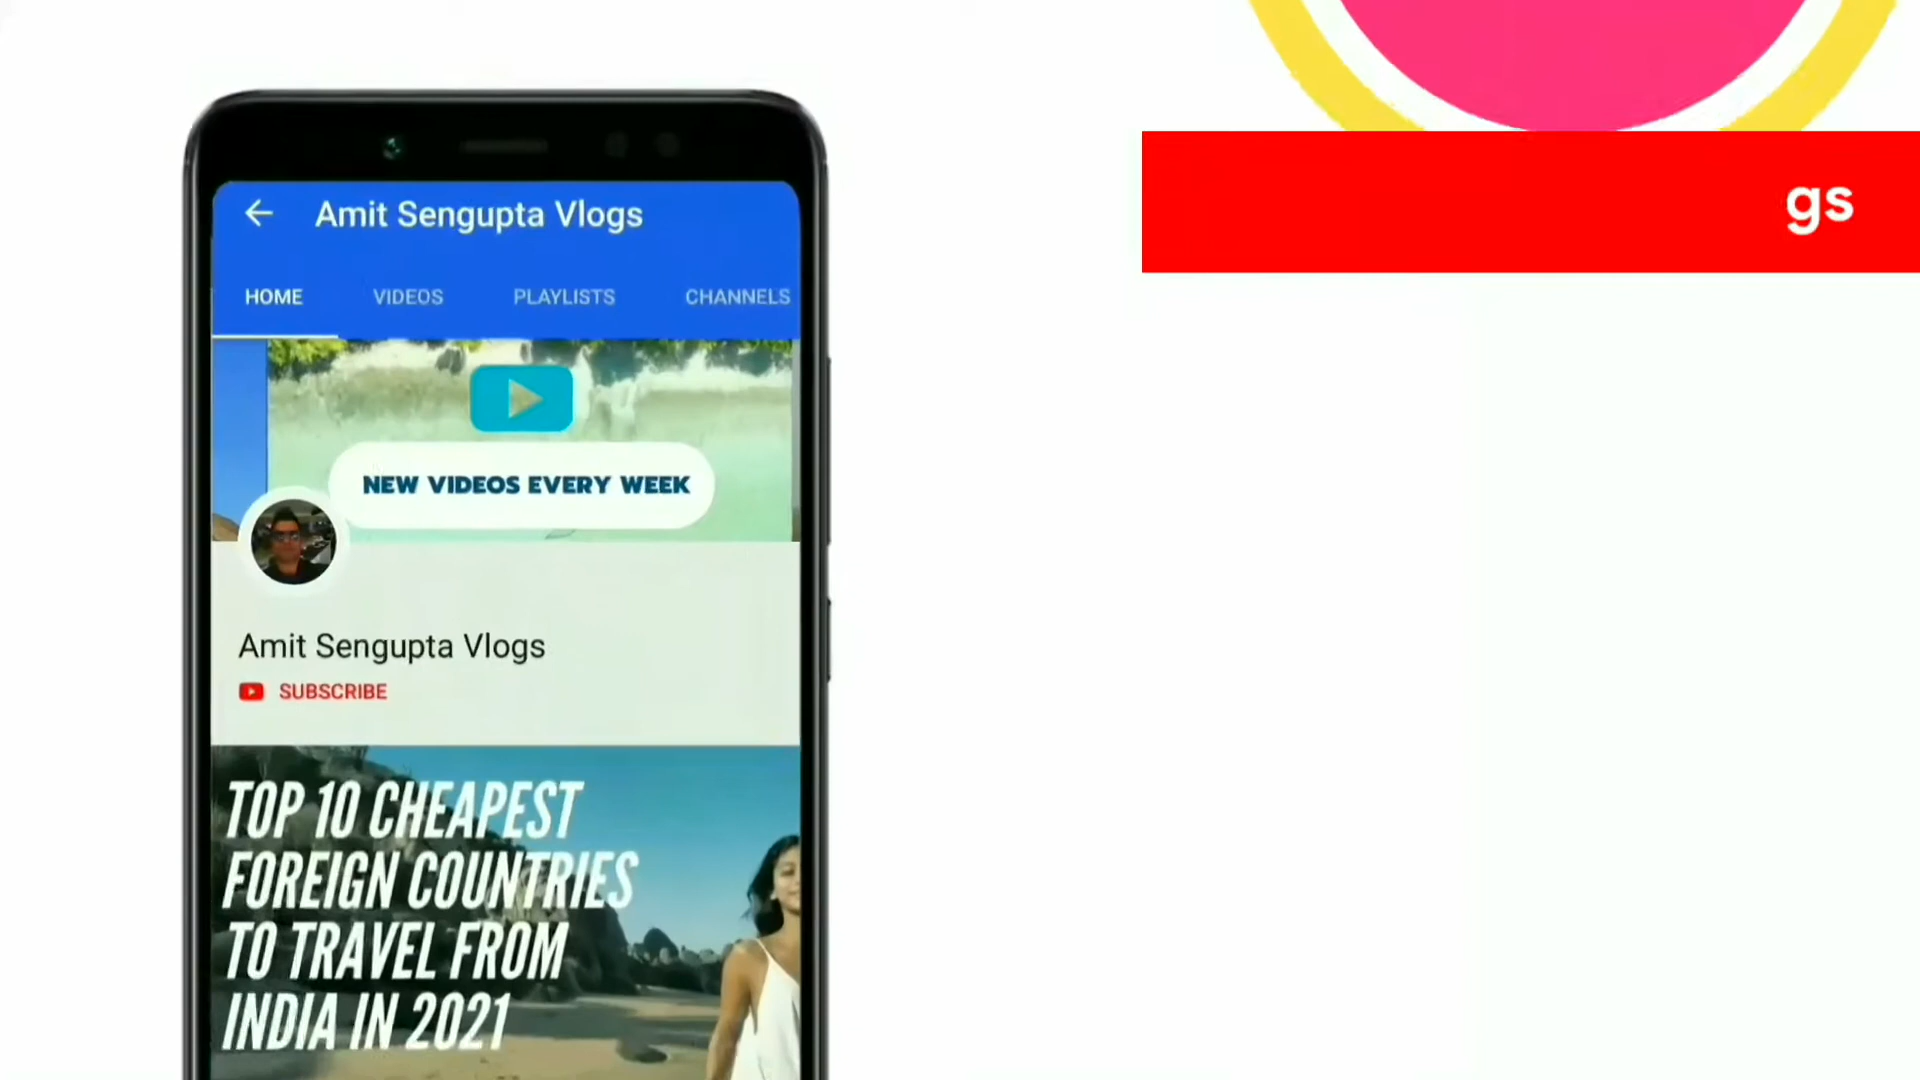 Amit Sengupta Vlogs
HOME VIDEOS PLAYLISTS CHANNELS
NEW VIDEOS EVERY WEEK
Amit Sengupta Vlogs
SUBSCRIBE
TOP 10 CHEAPEST
FOREIGN COUNTRIES
TO TRAVEL FROM
INDIA IN 2021
gs